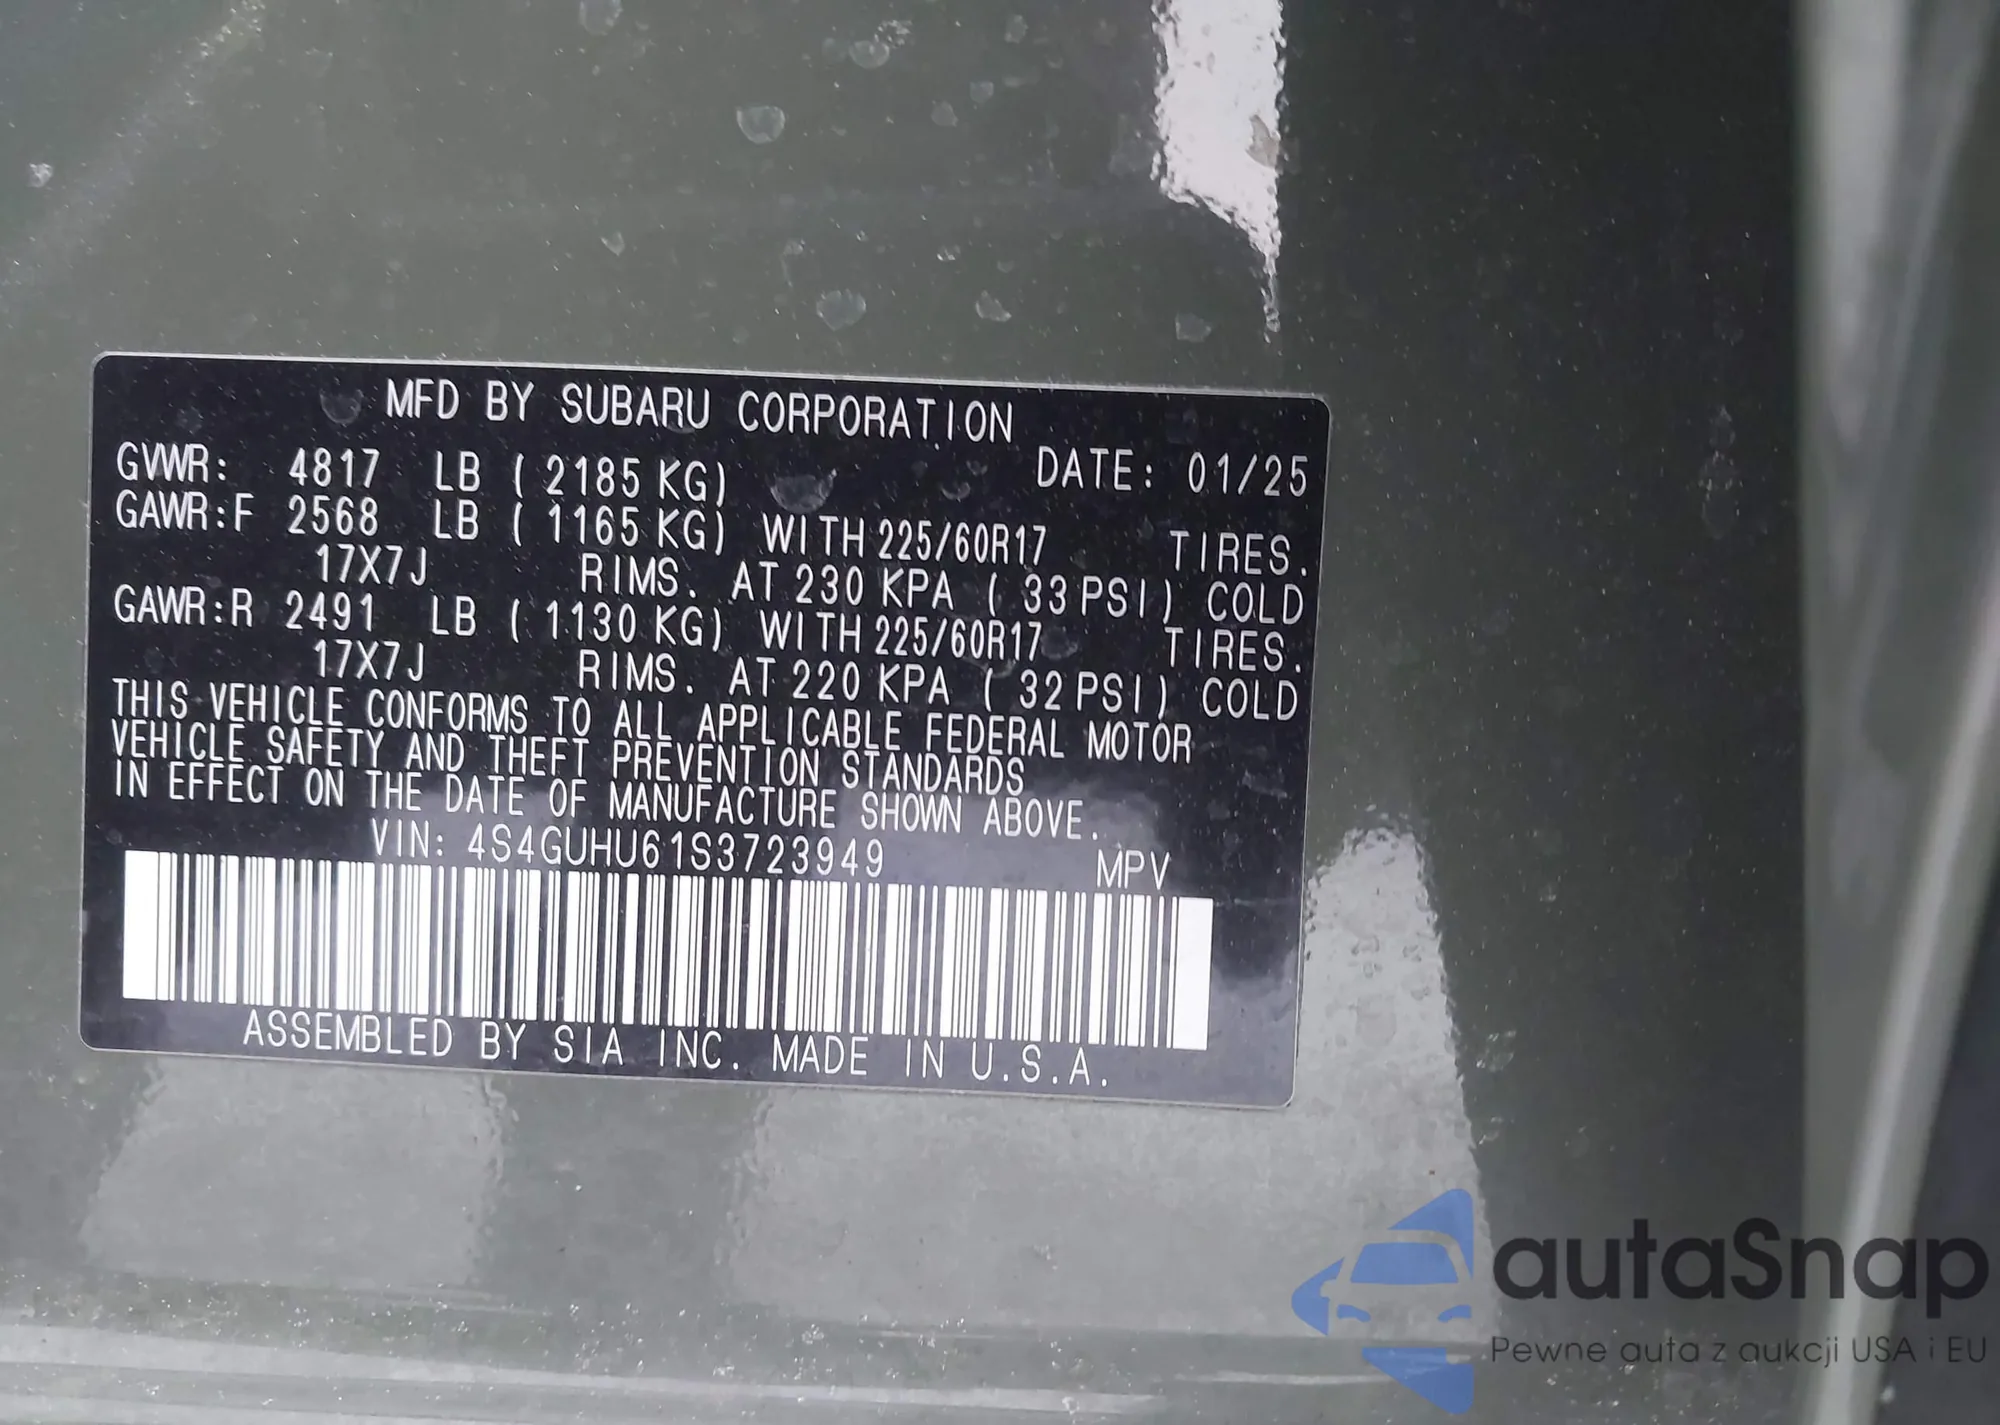 MFD BY SUBARU CORPORATION
GVWR: 4817 LB ( 2185 KG) DATE: 01/25
GAWR:F 2568 LB ( 1165 KG) WITH 225/60R17 TIRES.
17X7J RIMS. AT 230 KPA ( 33 PSI) COLD
GAWR:R 2491 LB ( 1130 KG) WITH 225/60R17 TIRES.
17X7J RIMS. AT 220 KPA ( 32 PSI) COLD
THIS VEHICLE CONFORMS TO ALL APPLICABLE FEDERAL MOTOR
VEHICLE SAFETY AND THEFT PREVENTION STANDARDS
IN EFFECT ON THE DATE OF MANUFACTURE SHOWN ABOVE.
VIN: 4S4GUHU61S3723949 MPV
ASSEMBLED BY SIA INC. MADE IN U.S.A.
autaSnap
Pewne auta z aukcji USA i EU